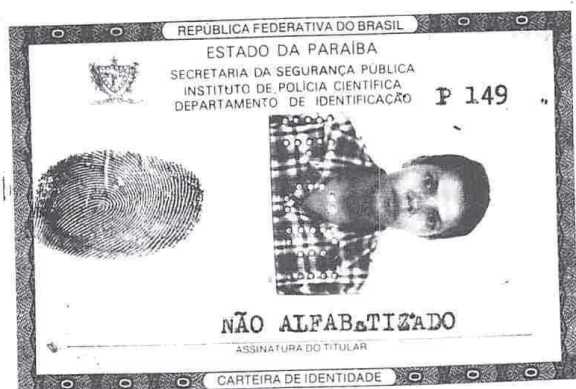 REPÚBLICA FEDERATIVA DO BRASIL
ESTADO DA PARAÍBA
SECRETARIA DA SEGURANÇA PÚBLICA
INSTITUTO DE POLÍCIA CIENTÍFICA
DEPARTAMENTO DE IDENTIFICAÇÃO
P 149
NÃO ALFABETIZADO
ASSINATURA DO TITULAR
CARTEIRA DE IDENTIDADE